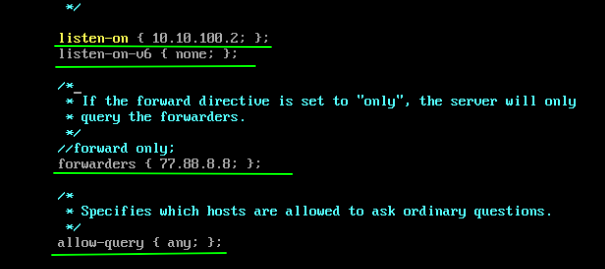 */
listen-on { 10.10.100.2; };
listen-on-v6 { none; };
/*
* If the forward directive is set to "only", the server will only
* query the forwarders.
*/
//forward only;
forwarders { 77.88.8.8; };
/*
* Specifies which hosts are allowed to ask ordinary questions.
*/
allow-query { any; };